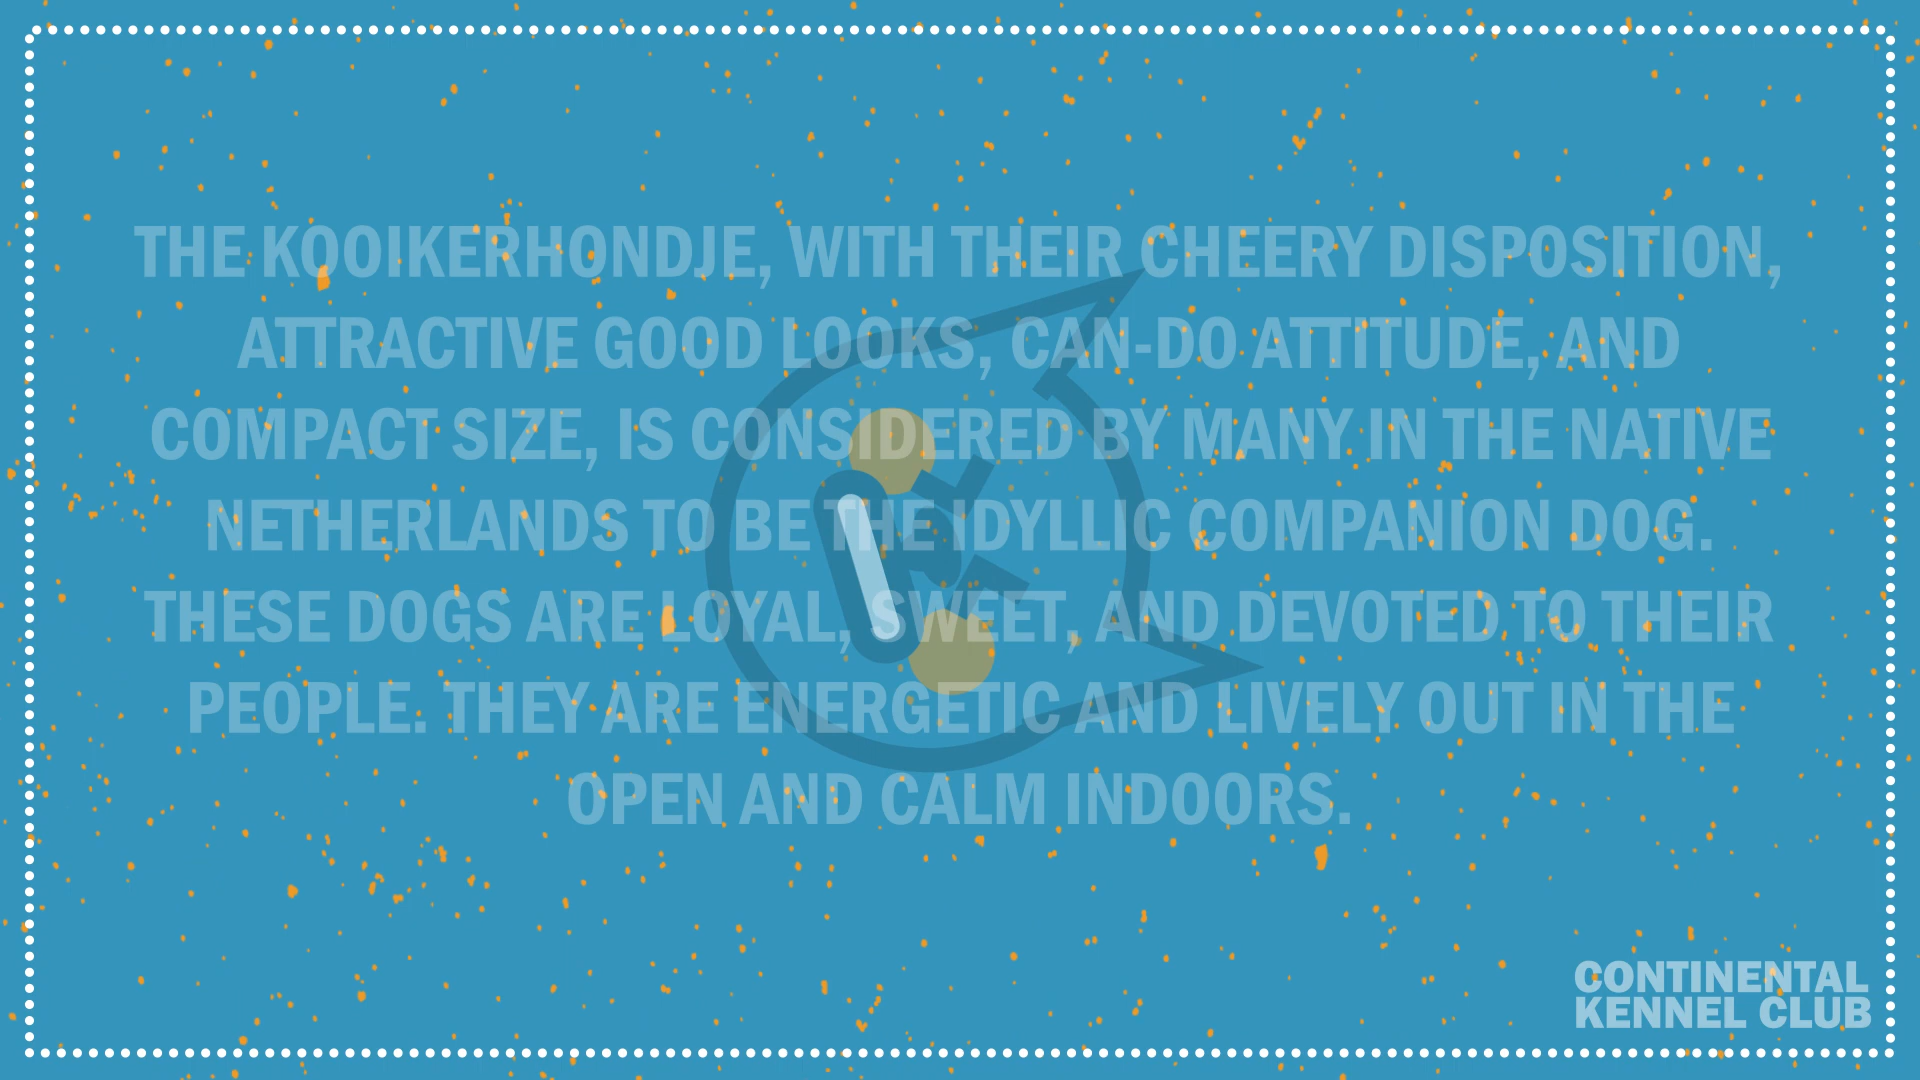 THE KOOIKERHONDJE, WITH THEIR CHEERY DISPOSITION,
ATTRACTIVE GOOD LOOKS, CAN-DO ATTITUDE, AND
COMPACT SIZE, IS CONSIDERED BY MANY IN THE NATIVE
NETHERLANDS TO BE THE IDYLLIC COMPANION DOG.
THESE DOGS ARE LOYAL, SWEET, AND DEVOTED TO THEIR
PEOPLE. THEY ARE ENERGETIC AND LIVELY OUT IN THE
OPEN AND CALM INDOORS.
CONTINENTAL
KENNEL CLUB